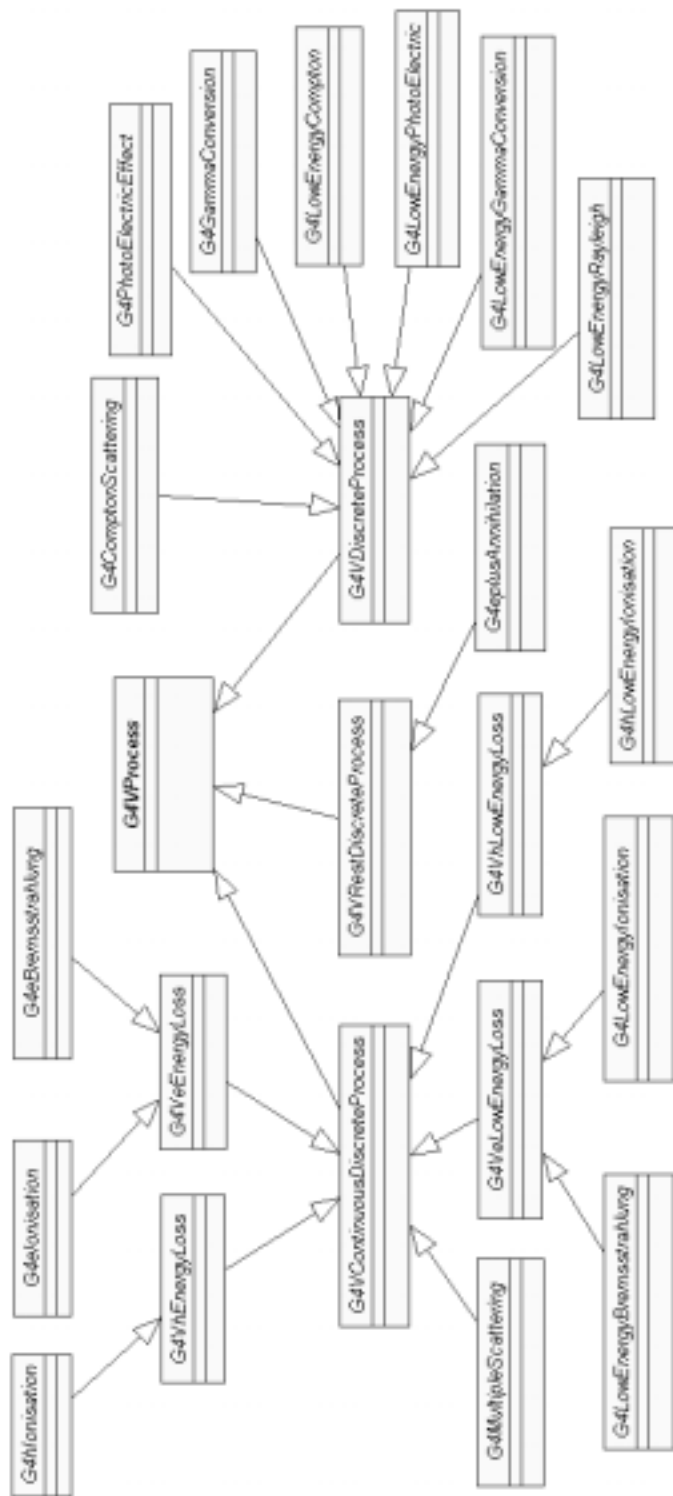 G4hIonisation
G4eIonisation
G4eBremsstrahlung
G4VhEnergyLoss
G4VeEnergyLoss
G4VProcess
G4ComptonScattering
G4PhotoElectricEffect
G4GammaConversion
G4LowEnergyCompton
G4VContinuousDiscreteProcess
G4VRestDiscreteProcess
G4VDiscreteProcess
G4LowEnergyPhotoElectric
G4MultipleScattering
G4VeLowEnergyLoss
G4VhLowEnergyLoss
G4eplusAnnihilation
G4LowEnergyGammaConversion
G4LowEnergyBremsstrahlung
G4LowEnergyIonisation
G4hLowEnergyIonisation
G4LowEnergyRayleigh